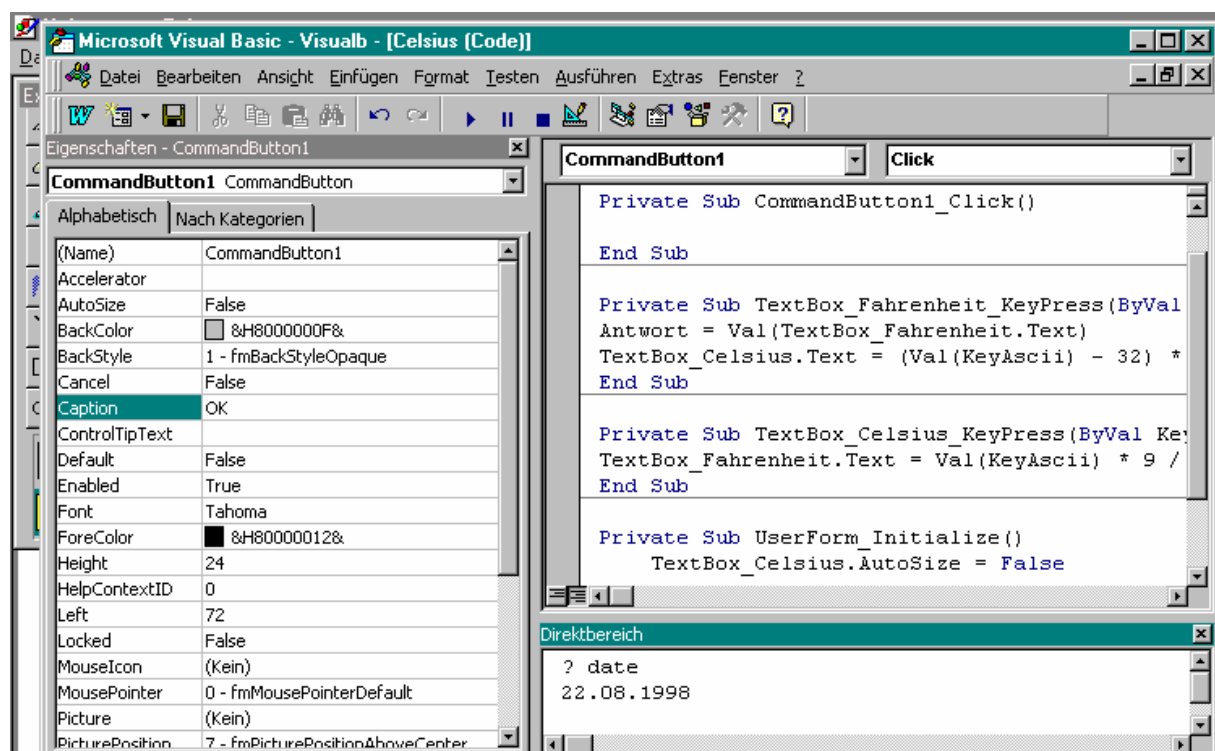 Microsoft Visual Basic - Visualb - [Celsius (Code)]
Datei Bearbeiten Ansicht Einfügen Format Testen Ausführen Extras Fenster ?
Eigenschaften - CommandButton1
CommandButton1 CommandButton
Alphabetisch Nach Kategorien
(Name) CommandButton1
Accelerator
AutoSize False
BackColor &H8000000F&
BackStyle 1 - fmBackStyleOpaque
Cancel False
Caption OK
ControlTipText
Default False
Enabled True
Font Tahoma
ForeColor &H80000012&
Height 24
HelpContextID 0
Left 72
Locked False
MouseIcon (Kein)
MousePointer 0 - fmMousePointerDefault
Picture (Kein)
PicturePosition 7 - fmPicturePositionAboveCenter
CommandButton1 Click
Private Sub CommandButton1_Click()
End Sub
Private Sub TextBox_Fahrenheit_KeyPress(ByVal
Antwort = Val(TextBox_Fahrenheit.Text)
TextBox_Celsius.Text = (Val(KeyAscii) - 32) *
End Sub
Private Sub TextBox_Celsius_KeyPress(ByVal Key
TextBox_Fahrenheit.Text = Val(KeyAscii) * 9 /
End Sub
Private Sub UserForm_Initialize()
TextBox_Celsius.AutoSize = False
Direktbereich
? date
22.08.1998